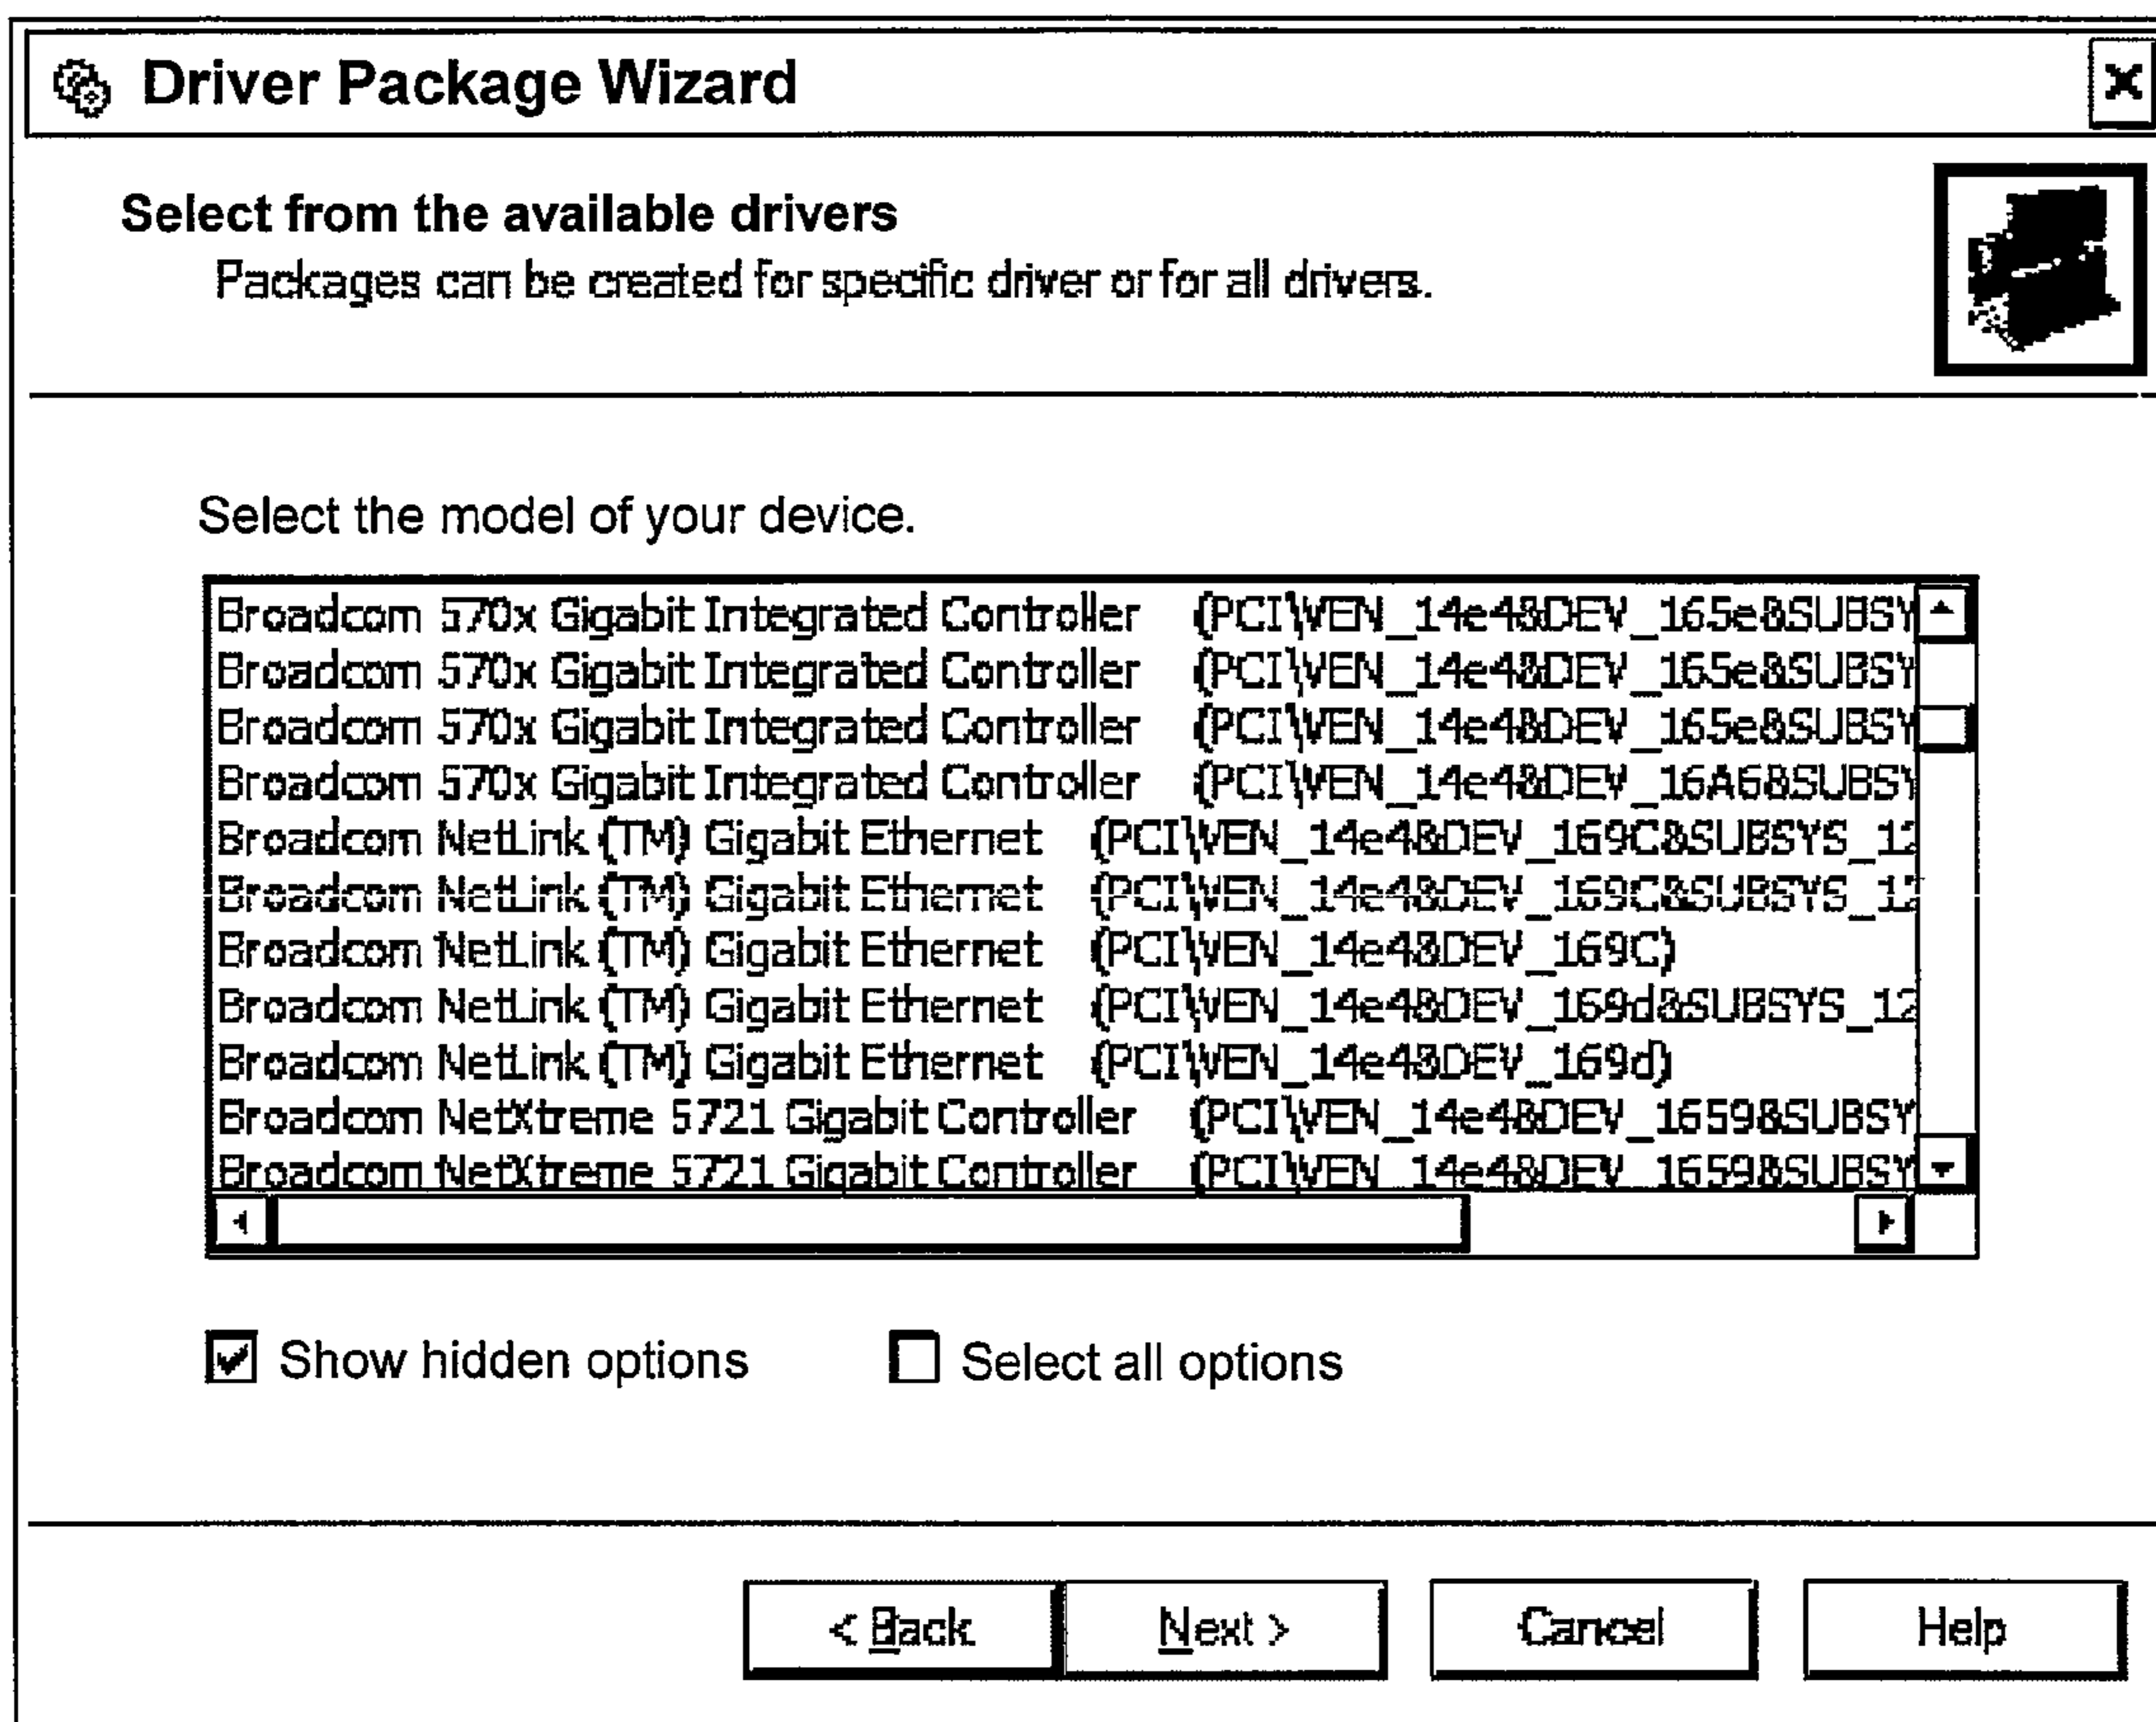 Driver Package Wizard
Select from the available drivers
Packages can be created for specific driver or for all drivers.
Select the model of your device.
Broadcom 570x Gigabit Integrated Controller (PCI\VEN_14e4&DEV_165e&SUBSY
Broadcom 570x Gigabit Integrated Controller (PCI\VEN_14e4&DEV_165e&SUBSY
Broadcom 570x Gigabit Integrated Controller (PCI\VEN_14e4&DEV_165e&SUBSY
Broadcom 570x Gigabit Integrated Controller (PCI\VEN_14e4&DEV_16A6&SUBSY
Broadcom NetLink (TM) Gigabit Ethernet (PCI\VEN_14e4&DEV_169C&SUBSYS_12
Broadcom NetLink (TM) Gigabit Ethernet (PCI\VEN_14e4&DEV_169C&SUBSYS_12
Broadcom NetLink (TM) Gigabit Ethernet (PCI\VEN_14e4&DEV_169C)
Broadcom NetLink (TM) Gigabit Ethernet (PCI\VEN_14e4&DEV_169d&SUBSYS_12
Broadcom NetLink (TM) Gigabit Ethernet (PCI\VEN_14e4&DEV_169d)
Broadcom NetXtreme 5721 Gigabit Controller (PCI\VEN_14e4&DEV_1659&SUBSY
Broadcom NetXtreme 5721 Gigabit Controller (PCI\VEN_14e4&DEV_1659&SUBSY
Show hidden options Select all options
< Back Next > Cancel Help